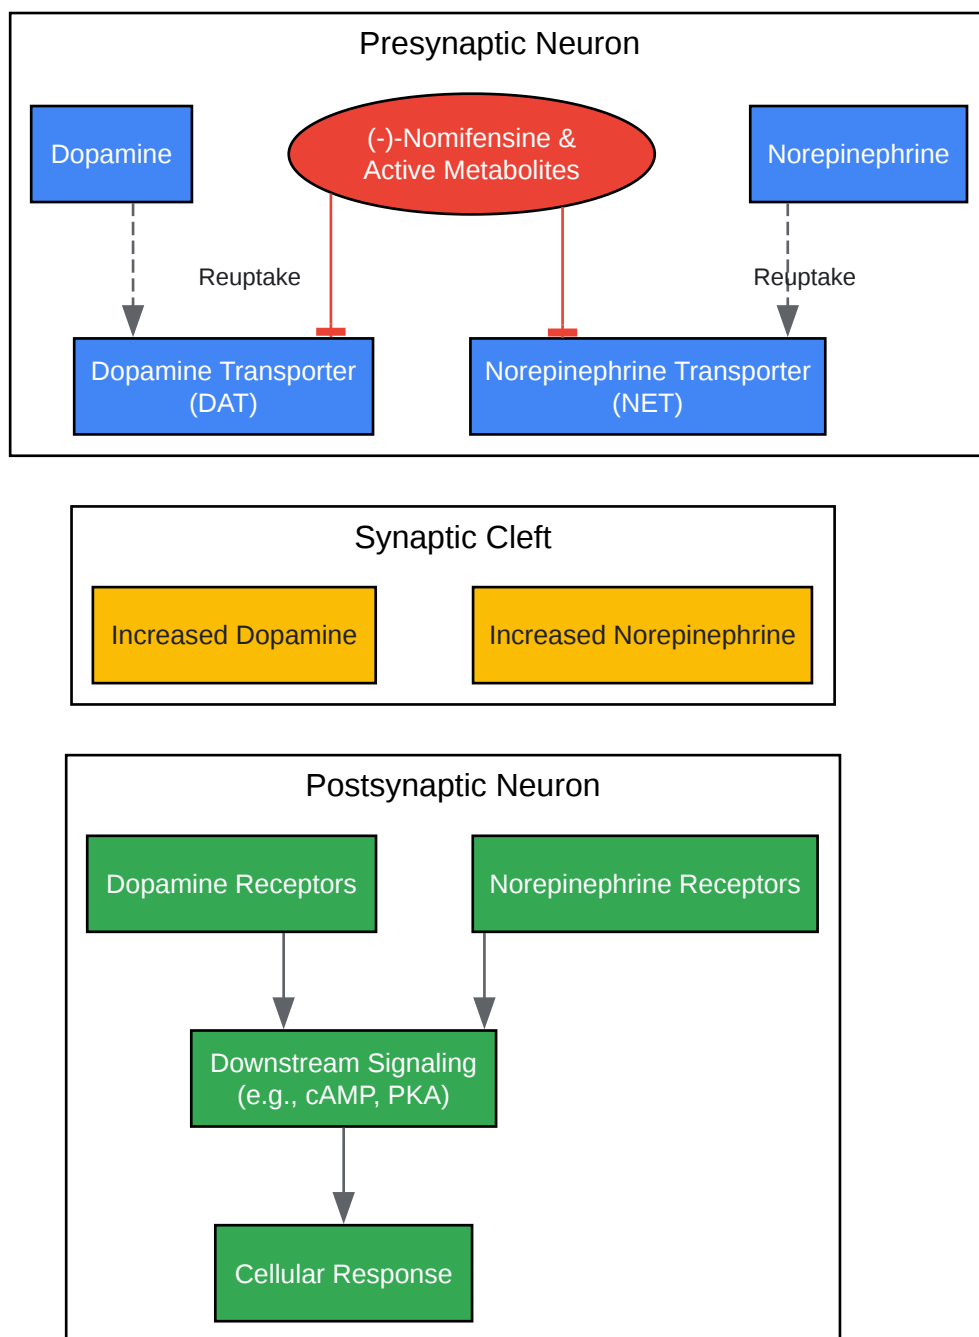 Presynaptic Neuron
Dopamine
(-)-Nomifensine &
Active Metabolites
Norepinephrine
Reuptake
Reuptake
Dopamine Transporter
(DAT)
Norepinephrine Transporter
(NET)
Synaptic Cleft
Increased Dopamine
Increased Norepinephrine
Postsynaptic Neuron
Dopamine Receptors
Norepinephrine Receptors
Downstream Signaling
(e.g., cAMP, PKA)
Cellular Response